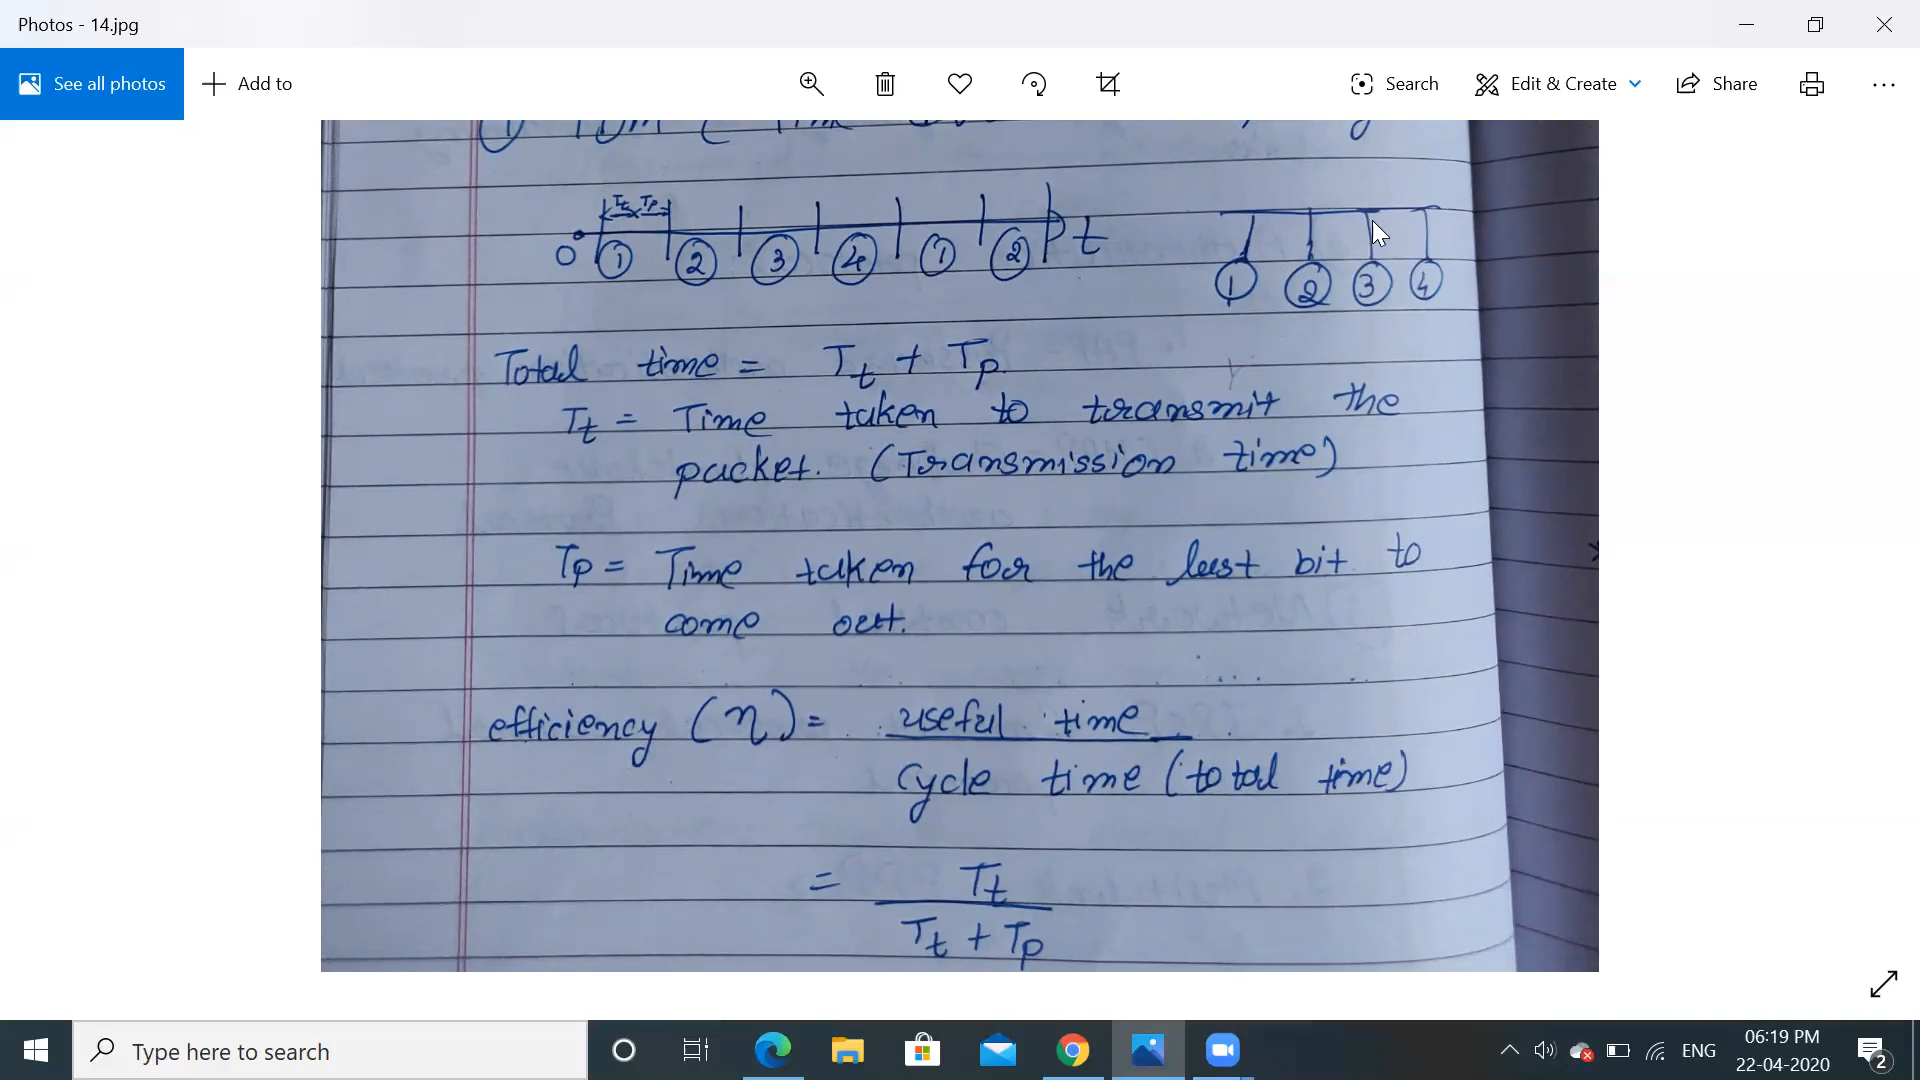 Photos - 14.jpg
See all photos
Add to
Search
Edit & Create
Share
① TDM (
Tt Tp
0 ① ② ③ ④ ① ② t
① ② ③ ④
Total time = Tt + Tp
Tt = Time taken to transmit the
packet. (Transmission time)
Tp = Time taken for the last bit to
come out.
efficiency (η) = useful time
cycle time (total time)
= Tt
Tt + Tp
Type here to search
ENG
06:19 PM
22-04-2020
2